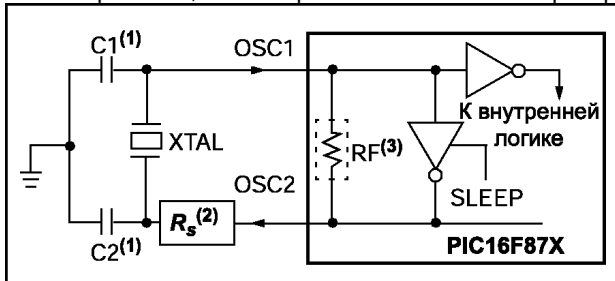 C1(1)
OSC1
XTAL
RF(3)
К внутренней
логике
OSC2
SLEEP
C2(1)
Rs(2)
PIC16F87X